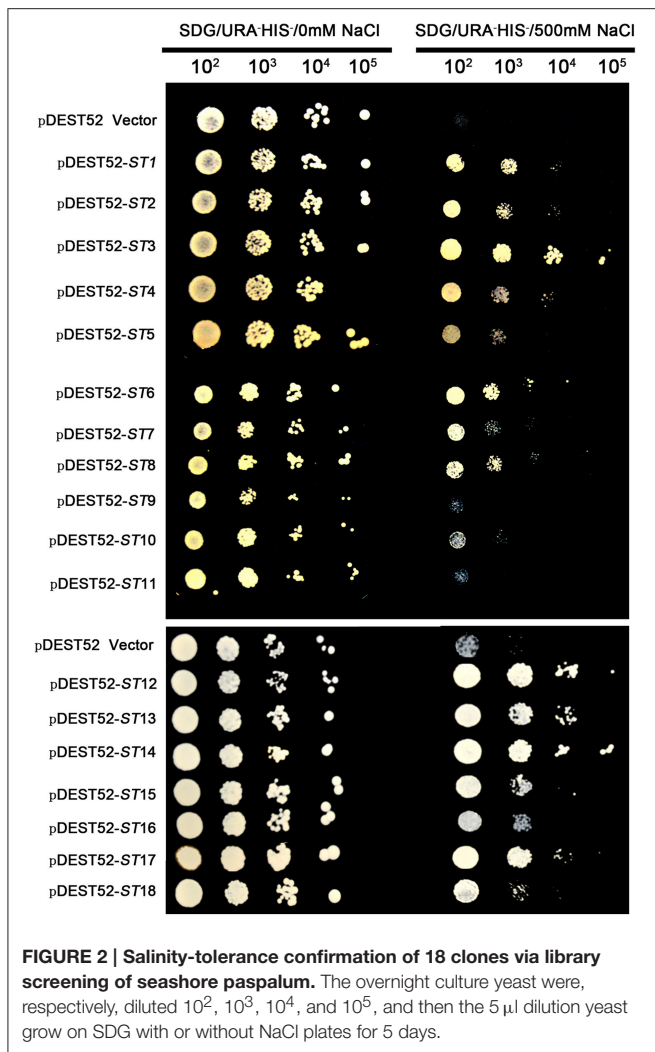 SDG/URA⁻HIS⁻/0mM NaCl SDG/URA⁻HIS⁻/500mM NaCl
10² 10³ 10⁴ 10⁵ 10² 10³ 10⁴ 10⁵
pDEST52 Vector
pDEST52-ST1
pDEST52-ST2
pDEST52-ST3
pDEST52-ST4
pDEST52-ST5
pDEST52-ST6
pDEST52-ST7
pDEST52-ST8
pDEST52-ST9
pDEST52-ST10
pDEST52-ST11
pDEST52 Vector
pDEST52-ST12
pDEST52-ST13
pDEST52-ST14
pDEST52-ST15
pDEST52-ST16
pDEST52-ST17
pDEST52-ST18
FIGURE 2 | Salinity-tolerance confirmation of 18 clones via library
screening of seashore paspalum. The overnight culture yeast were,
respectively, diluted 10², 10³, 10⁴, and 10⁵, and then the 5 μl dilution yeast
grow on SDG with or without NaCl plates for 5 days.